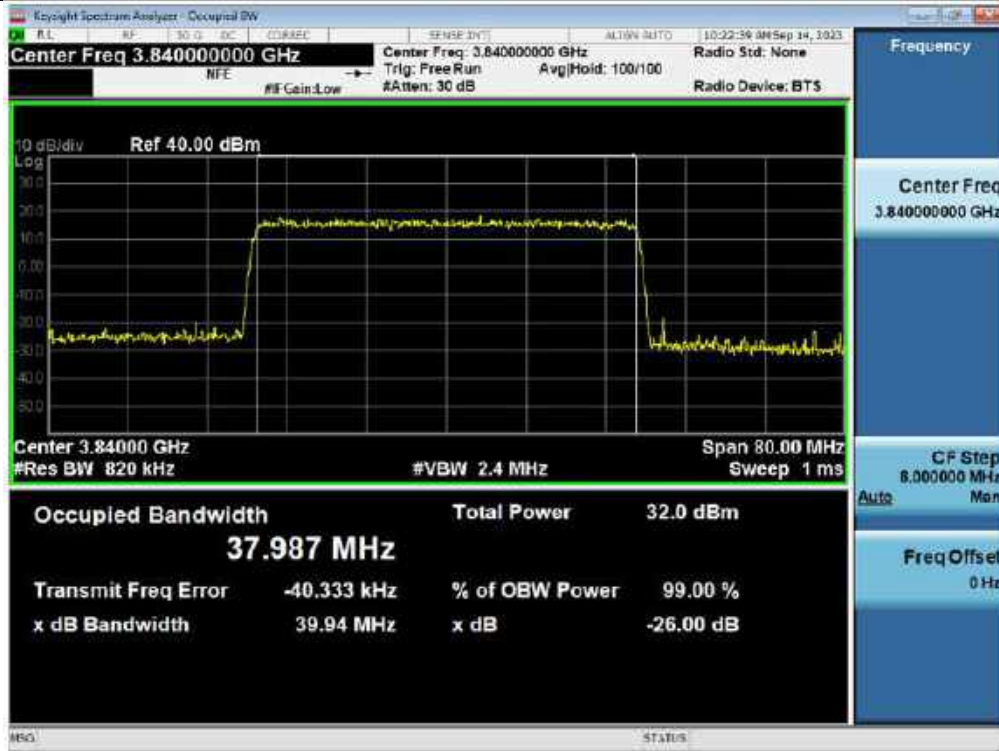 Keysight Spectrum Analyzer - Occupied BW
RL RF 50 Ω DC CORREC SENSE:INT ALIGN AUTO 10:22:39 AM Sep 14, 2023
Center Freq 3.840000000 GHz Center Freq: 3.840000000 GHz Radio Std: None
NFE Trig: Free Run Avg|Hold: 100/100
#IFGain:Low #Atten: 30 dB Radio Device: BTS
Frequency
10 dB/div Ref 40.00 dBm
Log
30.0
20.0
10.0
0.00
-10.0
-20.0
-30.0
-40.0
-50.0
Center 3.84000 GHz Span 80.00 MHz
#Res BW 820 kHz #VBW 2.4 MHz Sweep 1 ms
Center Freq
3.840000000 GHz
CF Step
8.000000 MHz
Auto Man
Freq Offset
0 Hz
Occupied Bandwidth Total Power 32.0 dBm
37.987 MHz
Transmit Freq Error -40.333 kHz % of OBW Power 99.00 %
x dB Bandwidth 39.94 MHz x dB -26.00 dB
MSG STATUS